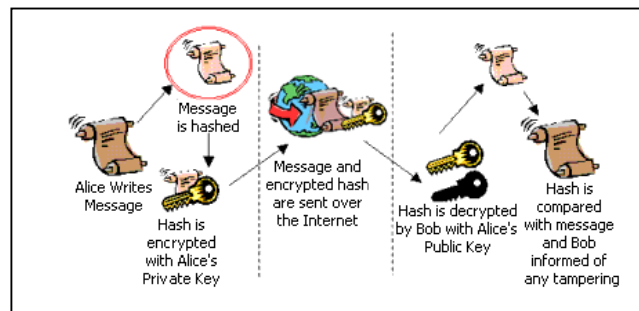 Message
is hashed
Alice Writes
Message
Hash is
encrypted
with Alice's
Private Key
Message and
encrypted hash
are sent over
the Internet
Hash is decrypted
by Bob with Alice's
Public Key
Hash is
compared
with message
and Bob
informed of
any tampering